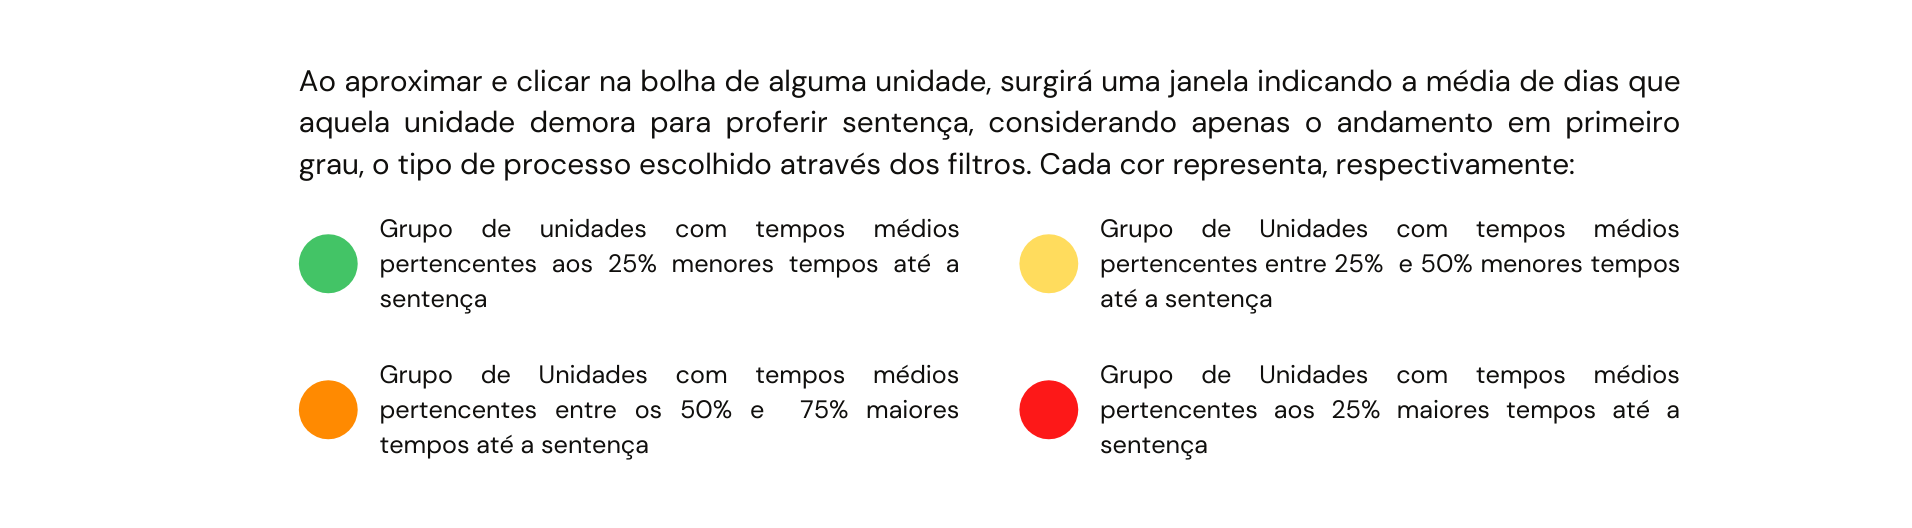 Ao aproximar e clicar na bolha de alguma unidade, surgirá uma janela indicando a média de dias que
aquela unidade demora para proferir sentença, considerando apenas o andamento em primeiro
grau, o tipo de processo escolhido através dos filtros. Cada cor representa, respectivamente:
Grupo de unidades com tempos médios
pertencentes aos 25% menores tempos até a
sentença
Grupo de Unidades com tempos médios
pertencentes entre 25% e 50% menores tempos
até a sentença
Grupo de Unidades com tempos médios
pertencentes entre os 50% e 75% maiores
tempos até a sentença
Grupo de Unidades com tempos médios
pertencentes aos 25% maiores tempos até a
sentença